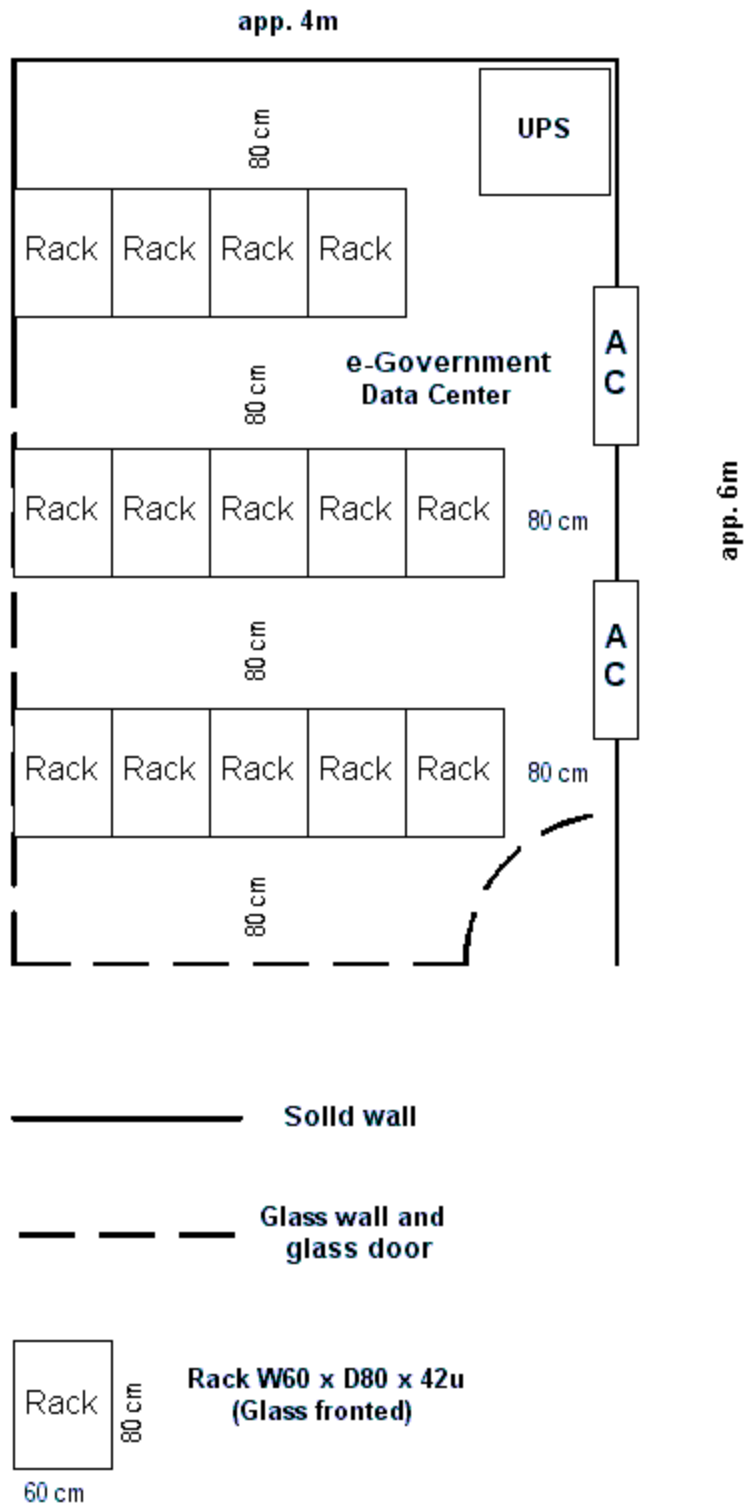 app. 4m
80 cm
UPS
Rack Rack Rack Rack
A
C
e-Government
Data Center
80 cm
app. 6m
Rack Rack Rack Rack Rack
80 cm
80 cm
A
C
Rack Rack Rack Rack Rack
80 cm
80 cm
Solid wall
Glass wall and
glass door
Rack
80 cm
Rack W60 x D80 x 42u
(Glass fronted)
60 cm